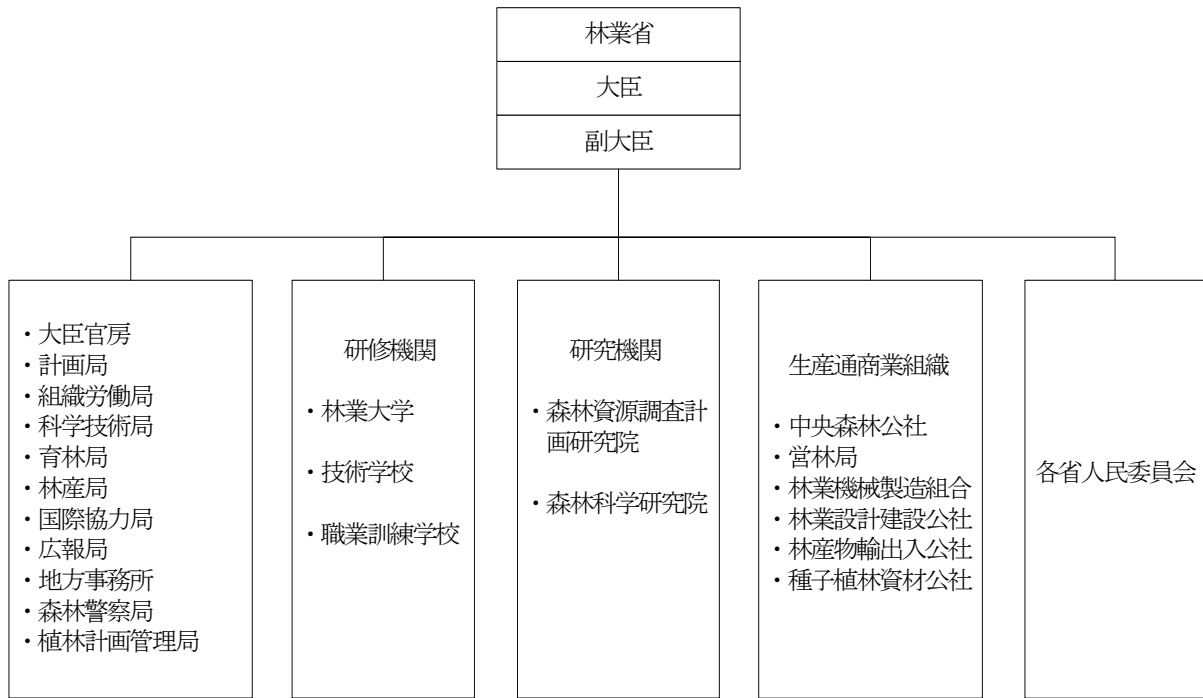 林業省
大臣
副大臣
・大臣官房
・計画局
・組織労働局
・科学技術局
・育林局
・林産局
・国際協力局
・広報局
・地方事務所
・森林警察局
・植林計画管理局
研修機関
・林業大学
・技術学校
・職業訓練学校
研究機関
・森林資源調査計
画研究院
・森林科学研究院
生産通商業組織
・中央森林公社
・営林局
・林業機械製造組合
・林業設計建設公社
・林産物輸出入公社
・種子植林資材公社
各省人民委員会